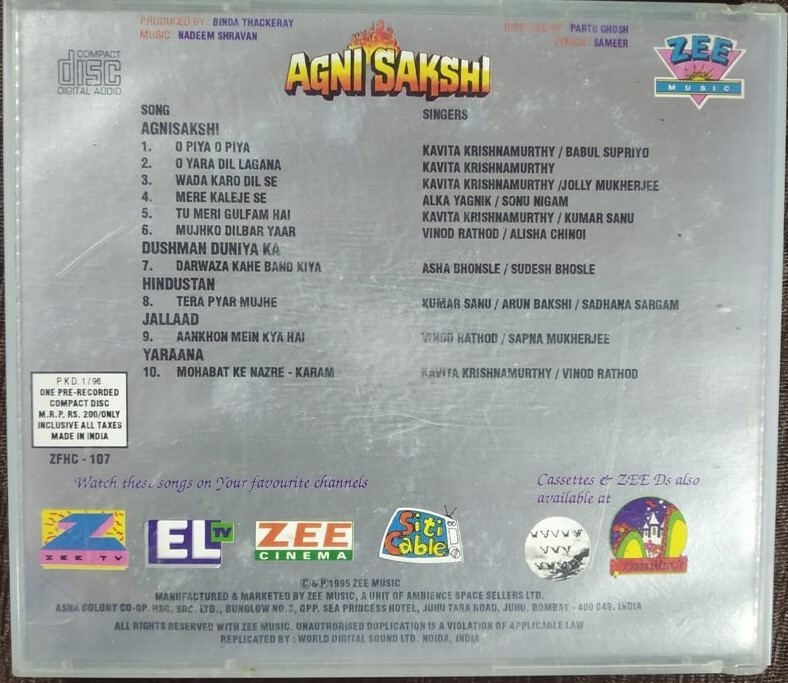 PRODUCED BY BINDA THACKERAY
MUSIC NADEEM SHRAVAN
DIRECTED BY PARTO GHOSH
LYRICS SAMEER
COMPACT
disc
DIGITAL AUDIO
AGNI SAKSHI
ZEE
MUSIC
SONG SINGERS
AGNISAKSHI
1. O PIYA O PIYA KAVITA KRISHNAMURTHY / BABUL SUPRIYO
2. O YARA DIL LAGANA KAVITA KRISHNAMURTHY
3. WADA KARO DIL SE KAVITA KRISHNAMURTHY /JOLLY MUKHERJEE
4. MERE KALEJE SE ALKA YAGNIK / SONU NIGAM
5. TU MERI GULFAM HAI KAVITA KRISHNAMURTHY / KUMAR SANU
6. MUJHKO DILBAR YAAR VINOD RATHOD / ALISHA CHINOI
DUSHMAN DUNIYA KA
7. DARWAZA KAHE BAND KIYA ASHA BHONSLE / SUDESH BHOSLE
HINDUSTAN
8. TERA PYAR MUJHE KUMAR SANU / ARUN BAKSHI / SADHANA SARGAM
JALLAAD
9. AANKHON MEIN KYA HAI VINOD RATHOD / SAPNA MUKHERJEE
YARAANA
10. MOHABAT KE NAZRE - KARAM KAVITA KRISHNAMURTHY / VINOD RATHOD
PKD. 1/96
ONE PRE-RECORDED
COMPACT DISC
M.R.P. RS. 200/ONLY
INCLUSIVE ALL TAXES
MADE IN INDIA
ZFHC - 107
Watch these songs on Your favourite channels
Cassettes & ZEE Ds also
available at
Z
ZEE TV
EL TV
ZEE
CINEMA
Siti
Cable
© & P 1995 ZEE MUSIC
MANUFACTURED & MARKETED BY ZEE MUSIC, A UNIT OF AMBIENCE SPACE SELLERS LTD.
ASHA COLONY CO-OP. HSG. SOC. LTD., BUNGLOW NO. OPP. SEA PRINCESS HOTEL, JUHU TARA ROAD, JUHU, BOMBAY - 400 049. INDIA
ALL RIGHTS RESERVED WITH ZEE MUSIC. UNAUTHORISED DUPLICATION IS A VIOLATION OF APPLICABLE LAW
REPLICATED BY : WORLD DIGITAL SOUND LTD. NOIDA, INDIA